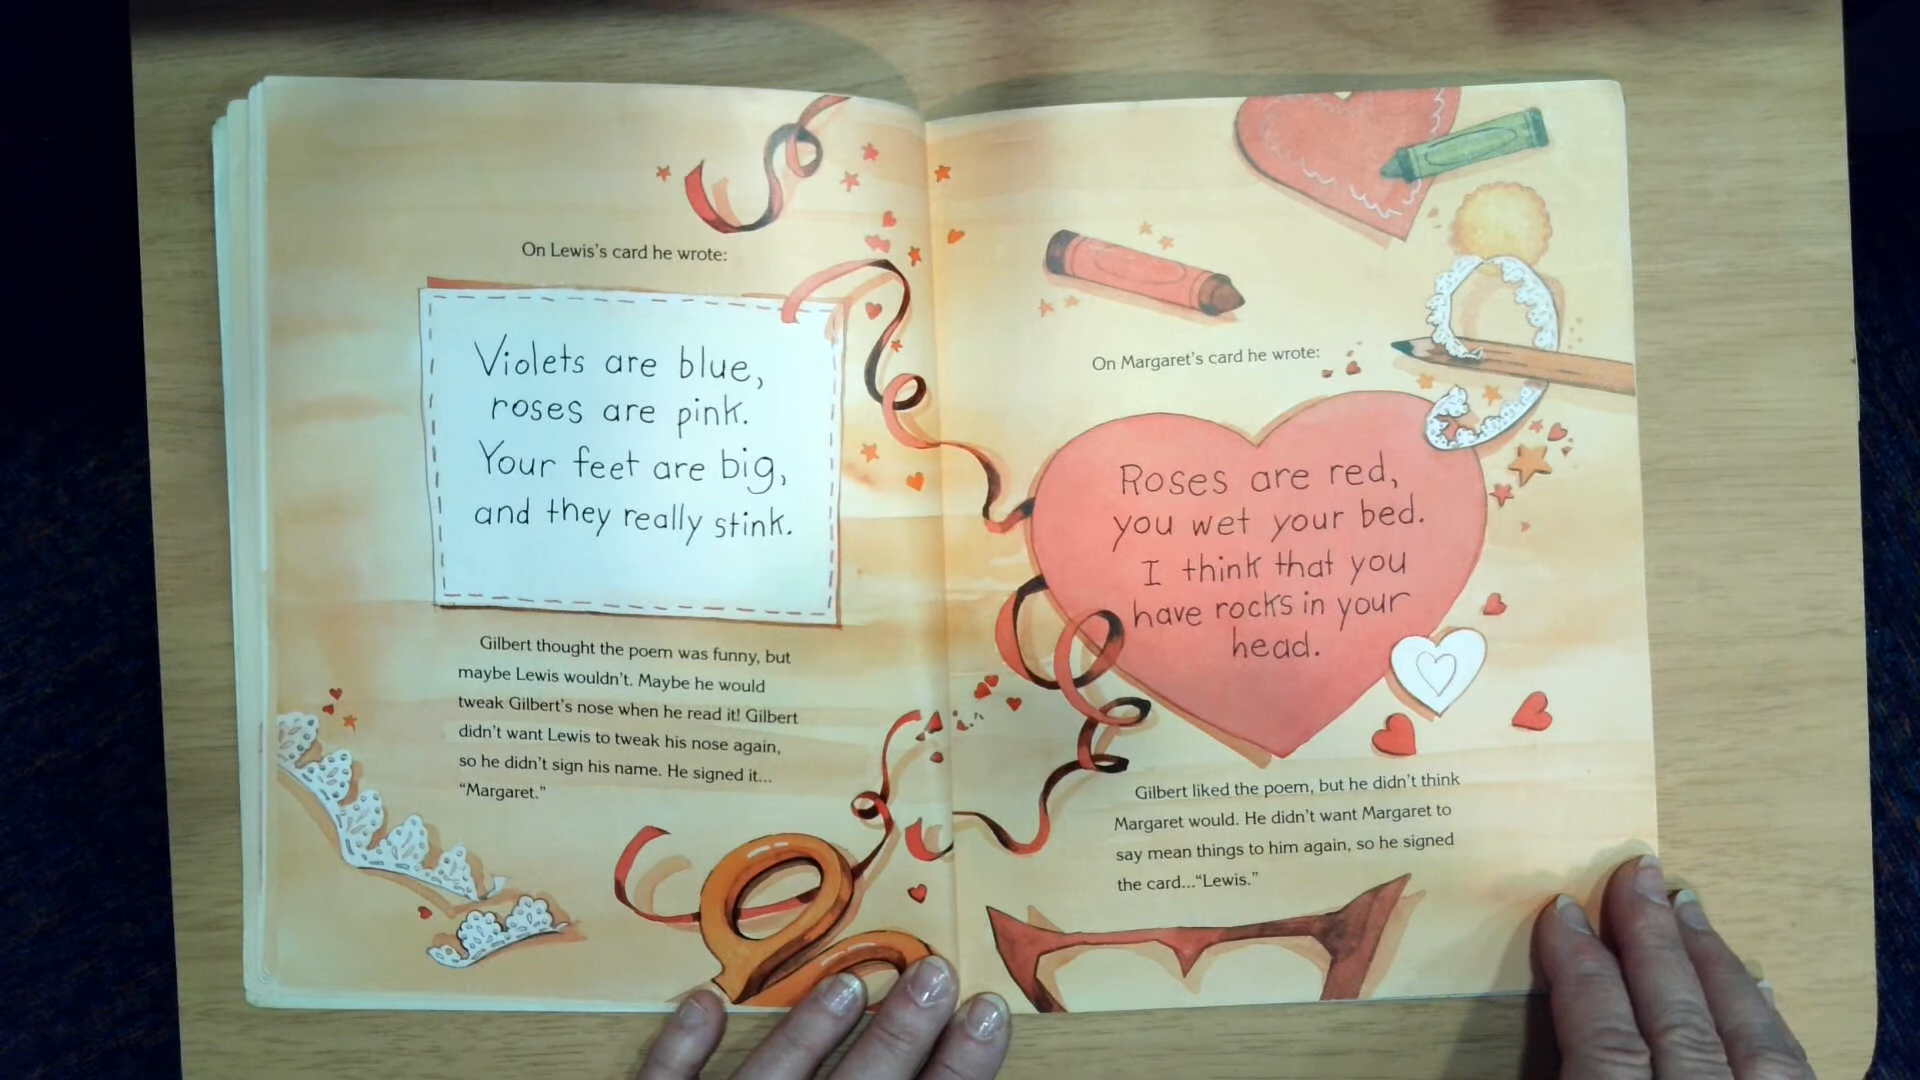 On Lewis's card he wrote:
Violets are blue,
roses are pink.
Your feet are big,
and they really stink.
Gilbert thought the poem was funny, but
maybe Lewis wouldn't. Maybe he would
tweak Gilbert's nose when he read it! Gilbert
didn't want Lewis to tweak his nose again,
so he didn't sign his name. He signed it...
“Margaret.”
On Margaret's card he wrote:
Roses are red,
you wet your bed.
I think that you
have rocks in your
head.
Gilbert liked the poem, but he didn't think
Margaret would. He didn't want Margaret to
say mean things to him again, so he signed
the card...“Lewis.”